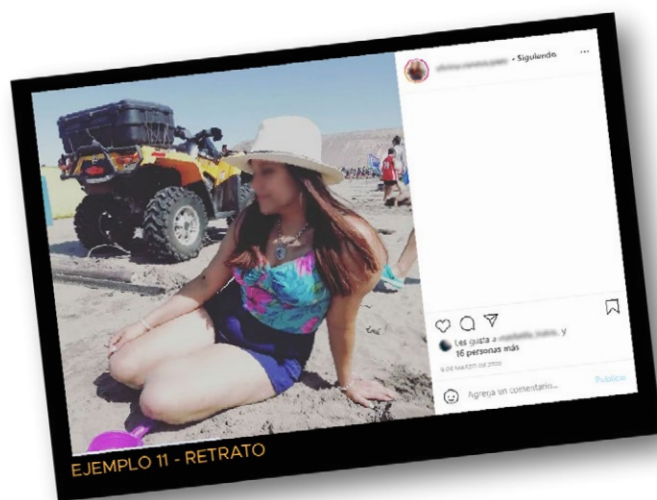 • Siguiendo
...
Les gusta a
y
16 personas más
Agrega un comentario...
Publicar
EJEMPLO 11 - RETRATO